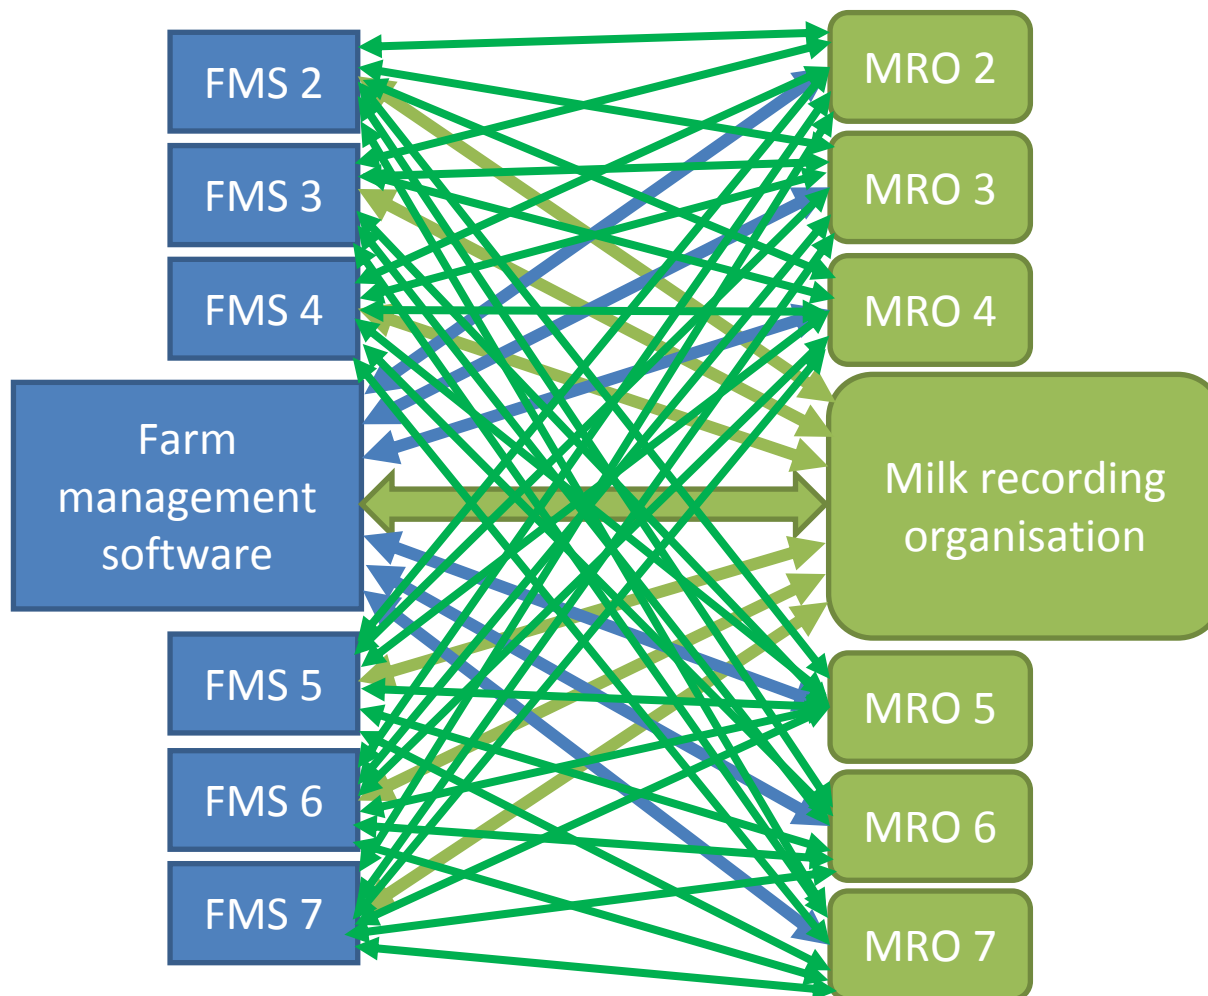 FMS 2
FMS 3
FMS 4
Farm
management
software
FMS 5
FMS 6
FMS 7
MRO 2
MRO 3
MRO 4
Milk recording
organisation
MRO 5
MRO 6
MRO 7